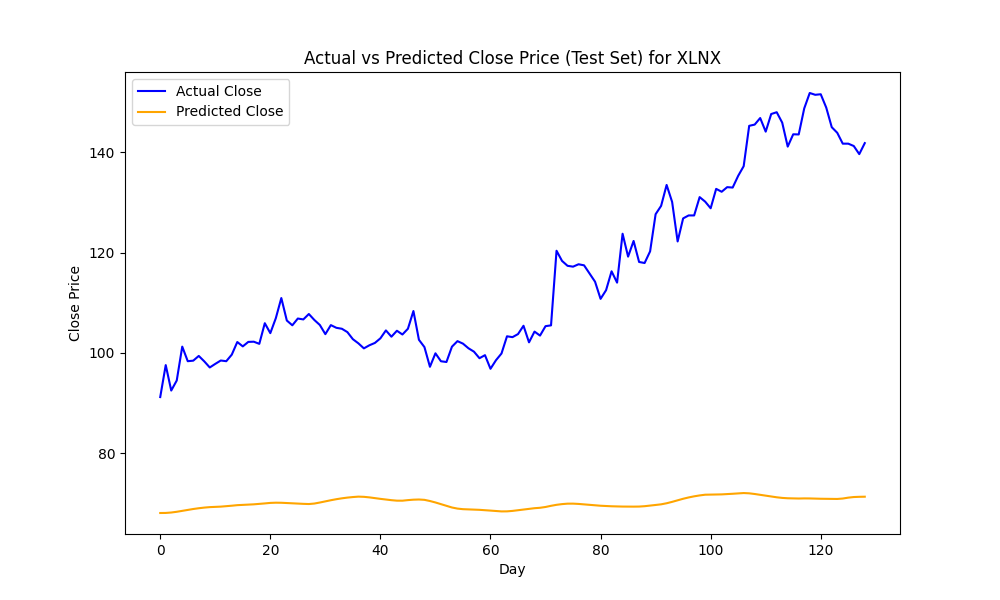 Actual vs Predicted Close Price (Test Set) for XLNX
Actual Close
Predicted Close
Close Price
140
120
100
80
0 20 40 60 80 100 120
Day